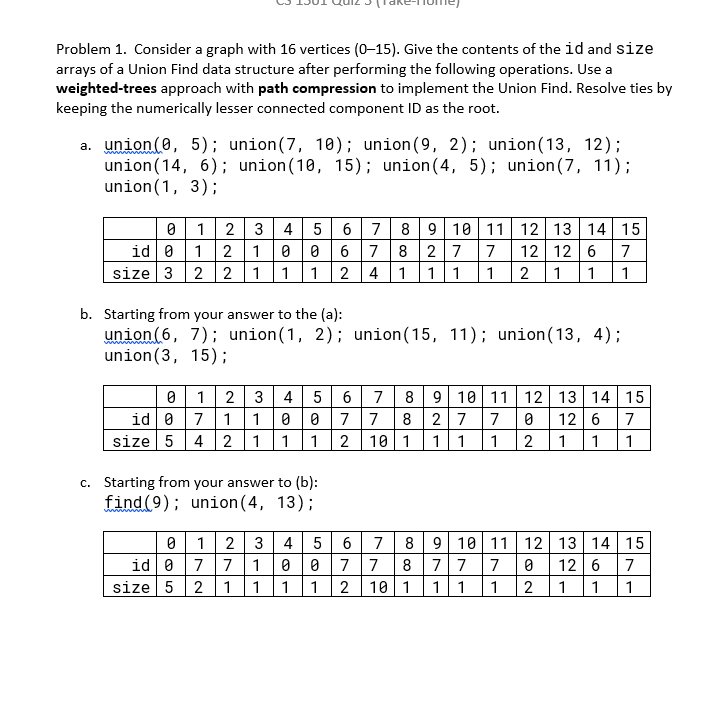 CS 1501 Quiz 3 (Take-Home)
Problem 1. Consider a graph with 16 vertices (0–15). Give the contents of the id and size
arrays of a Union Find data structure after performing the following operations. Use a
weighted-trees approach with path compression to implement the Union Find. Resolve ties by
keeping the numerically lesser connected component ID as the root.
a. union(0, 5); union(7, 10); union(9, 2); union(13, 12);
union(14, 6); union(10, 15); union(4, 5); union(7, 11);
union(1, 3);
0 1 2 3 4 5 6 7 8 9 10 11 12 13 14 15
id 0 1 2 1 0 0 6 7 8 2 7 7 12 12 6 7
size 3 2 2 1 1 1 2 4 1 1 1 1 2 1 1 1
b. Starting from your answer to the (a):
union(6, 7); union(1, 2); union(15, 11); union(13, 4);
union(3, 15);
0 1 2 3 4 5 6 7 8 9 10 11 12 13 14 15
id 0 7 1 1 0 0 7 7 8 2 7 7 0 12 6 7
size 5 4 2 1 1 1 2 10 1 1 1 1 2 1 1 1
c. Starting from your answer to (b):
find(9); union(4, 13);
0 1 2 3 4 5 6 7 8 9 10 11 12 13 14 15
id 0 7 7 1 0 0 7 7 8 7 7 7 0 12 6 7
size 5 2 1 1 1 1 2 10 1 1 1 1 2 1 1 1